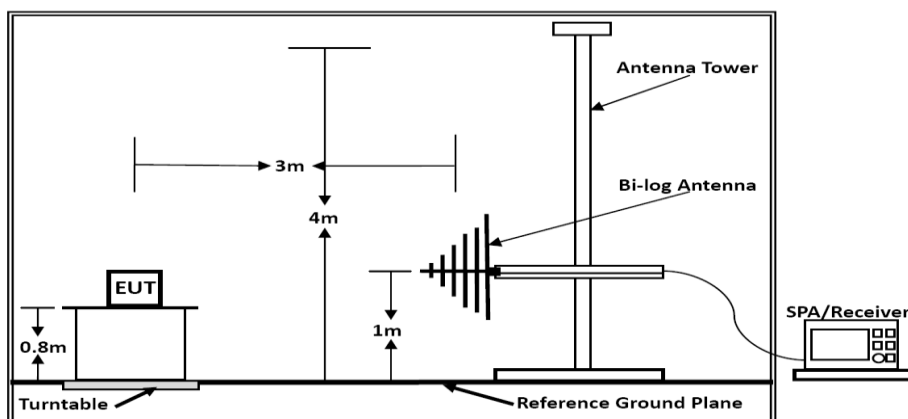 Antenna Tower
3m
Bi-log Antenna
4m
EUT
1m
SPA/Receiver
0.8m
Turntable
Reference Ground Plane